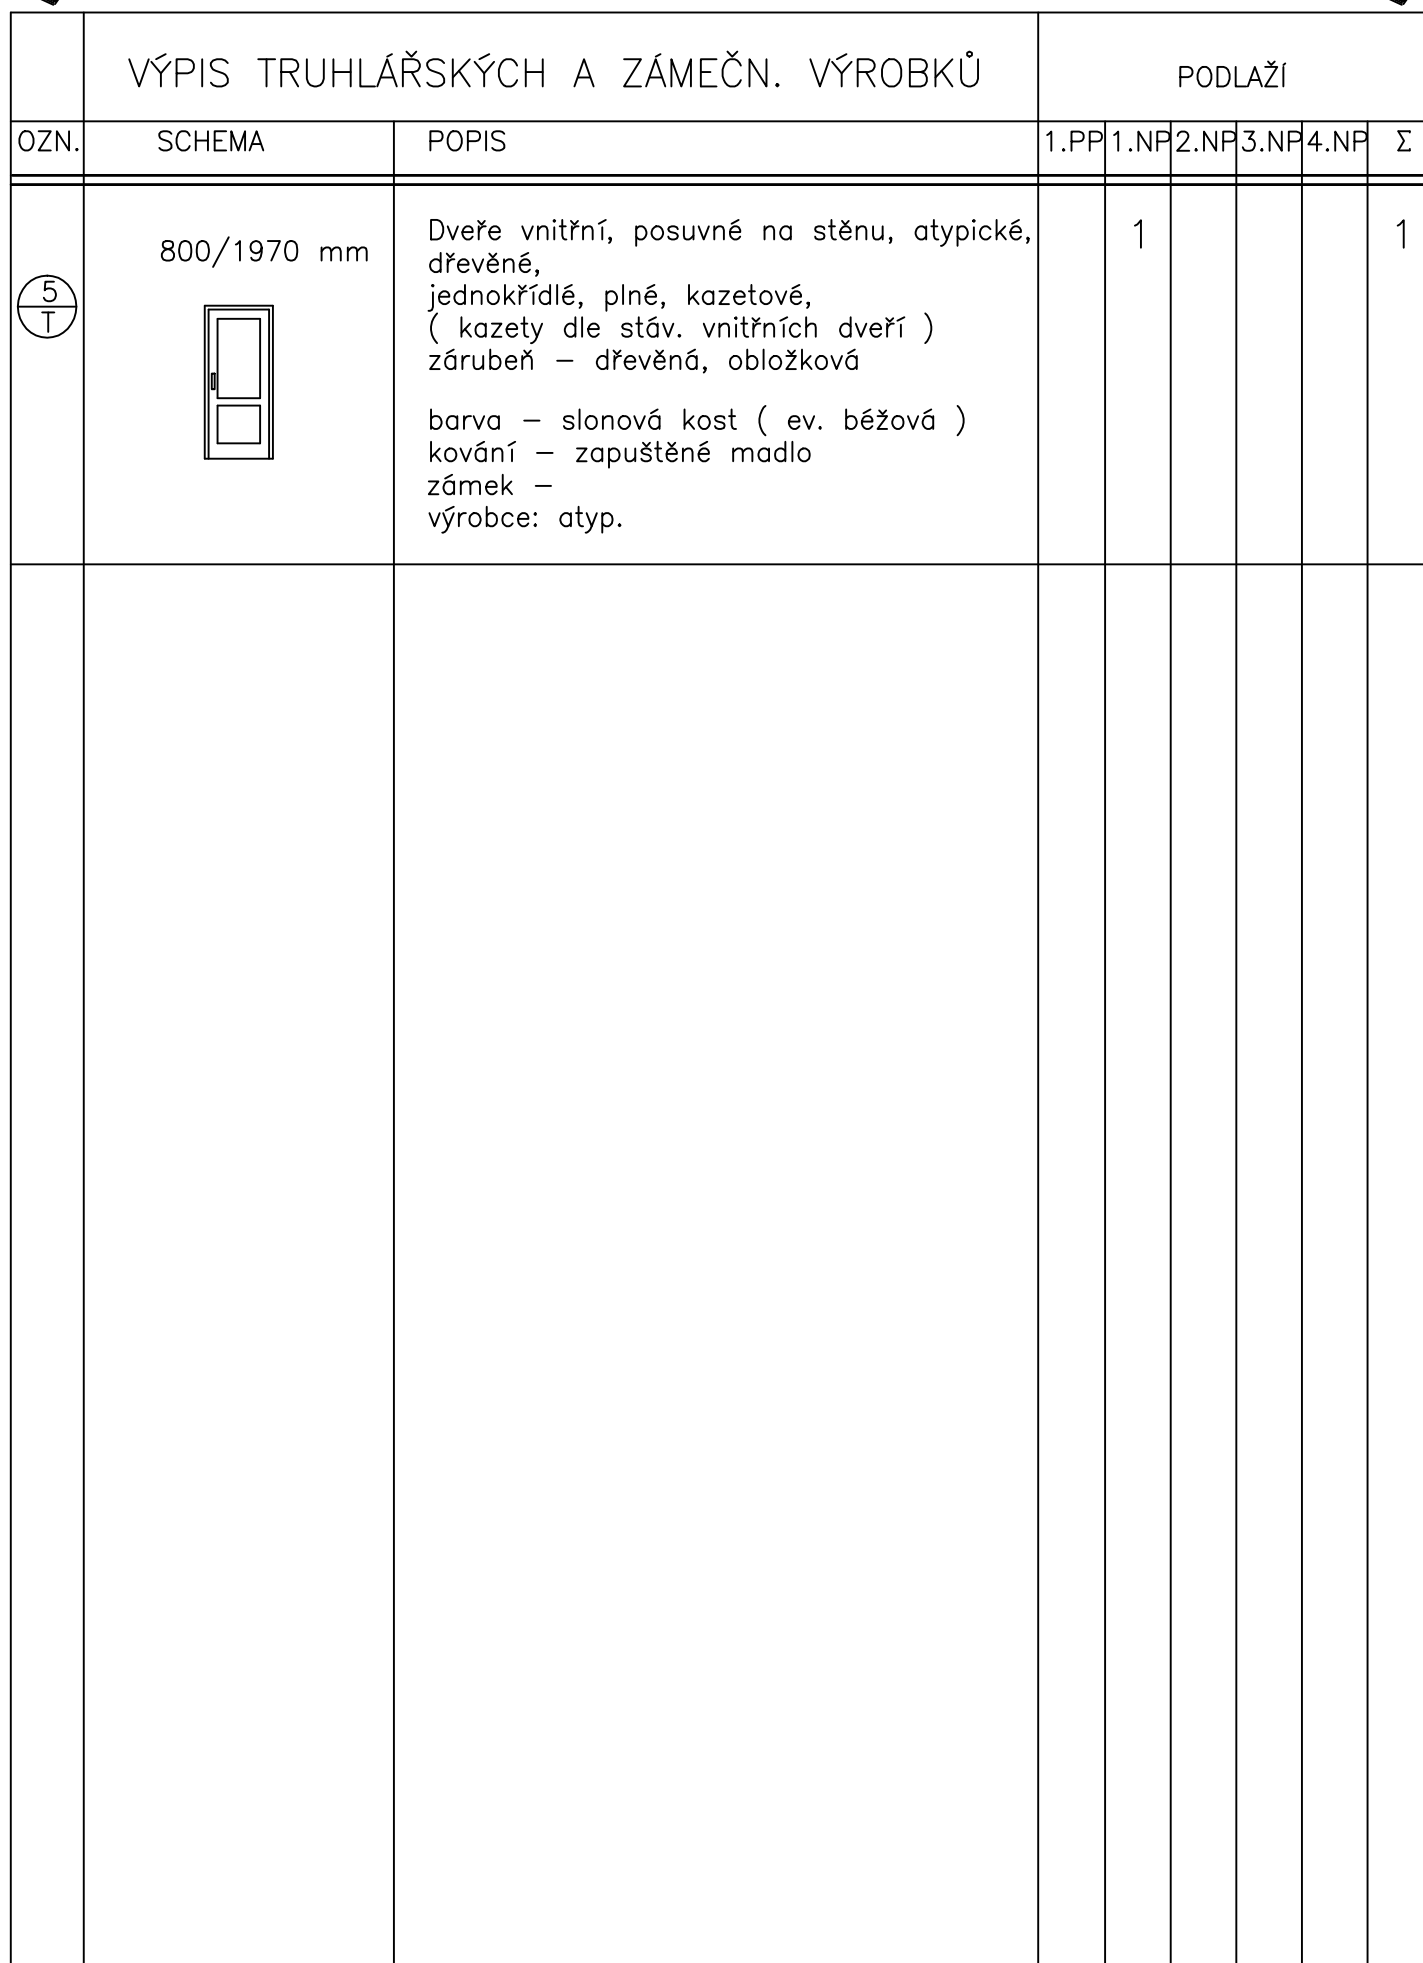 VÝPIS TRUHLÁŘSKÝCH A ZÁMEČN. VÝROBKŮ
PODLAŽÍ
OZN.
SCHEMA
POPIS
1.PP
1.NP
2.NP
3.NP
4.NP
Σ
5
T
800/1970 mm
Dveře vnitřní, posuvné na stěnu, atypické,
dřevěné,
jednokřídlé, plné, kazetové,
( kazety dle stáv. vnitřních dveří )
zárubeň – dřevěná, obložková
barva – slonová kost ( ev. béžová )
kování – zapuštěné madlo
zámek –
výrobce: atyp.
1
1